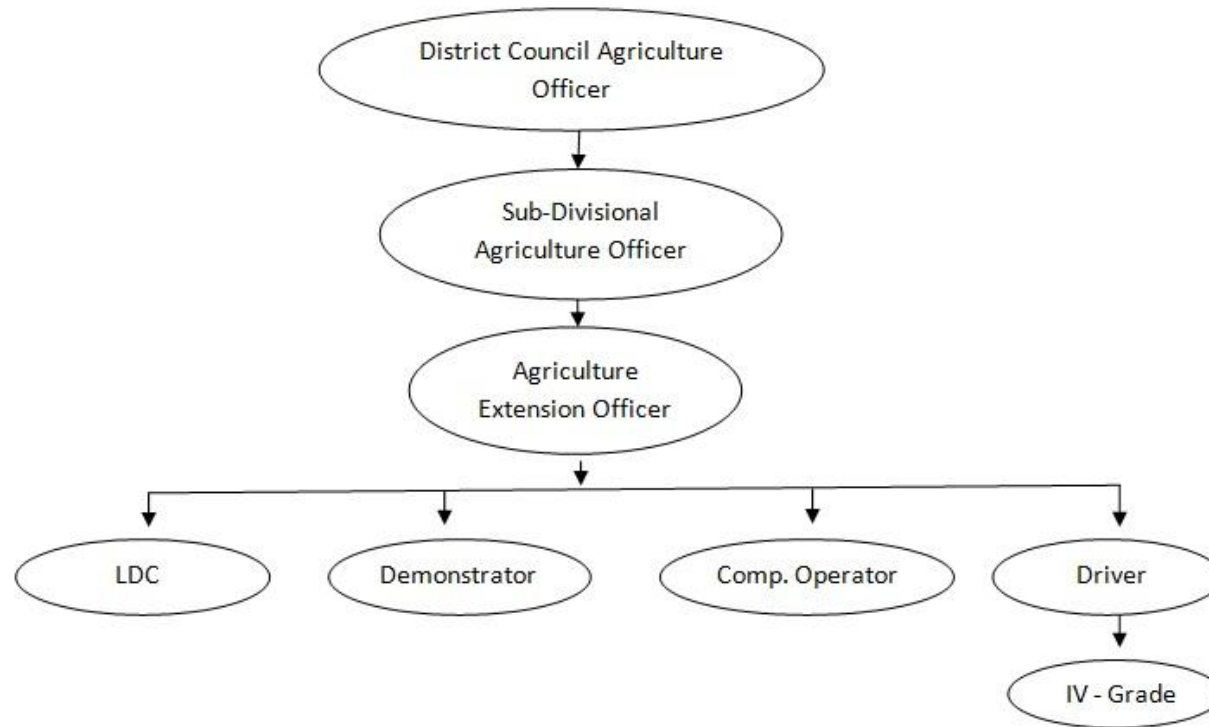 District Council Agriculture
Officer
Sub-Divisional
Agriculture Officer
Agriculture
Extension Officer
LDC
Demonstrator
Comp. Operator
Driver
IV - Grade